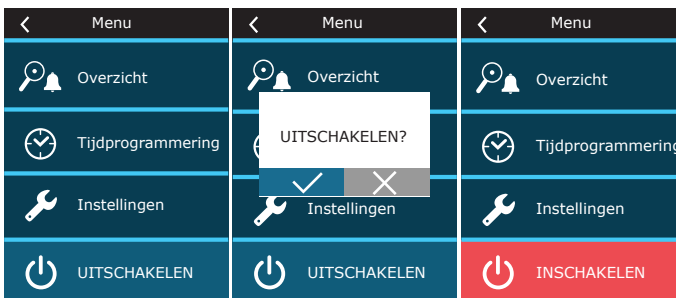 Menu
Overzicht
Tijdprogrammering
Instellingen
UITSCHAKELEN
Menu
Overzicht
UITSCHAKELEN?
Instellingen
UITSCHAKELEN
Menu
Overzicht
Tijdprogrammering
Instellingen
INSCHAKELEN